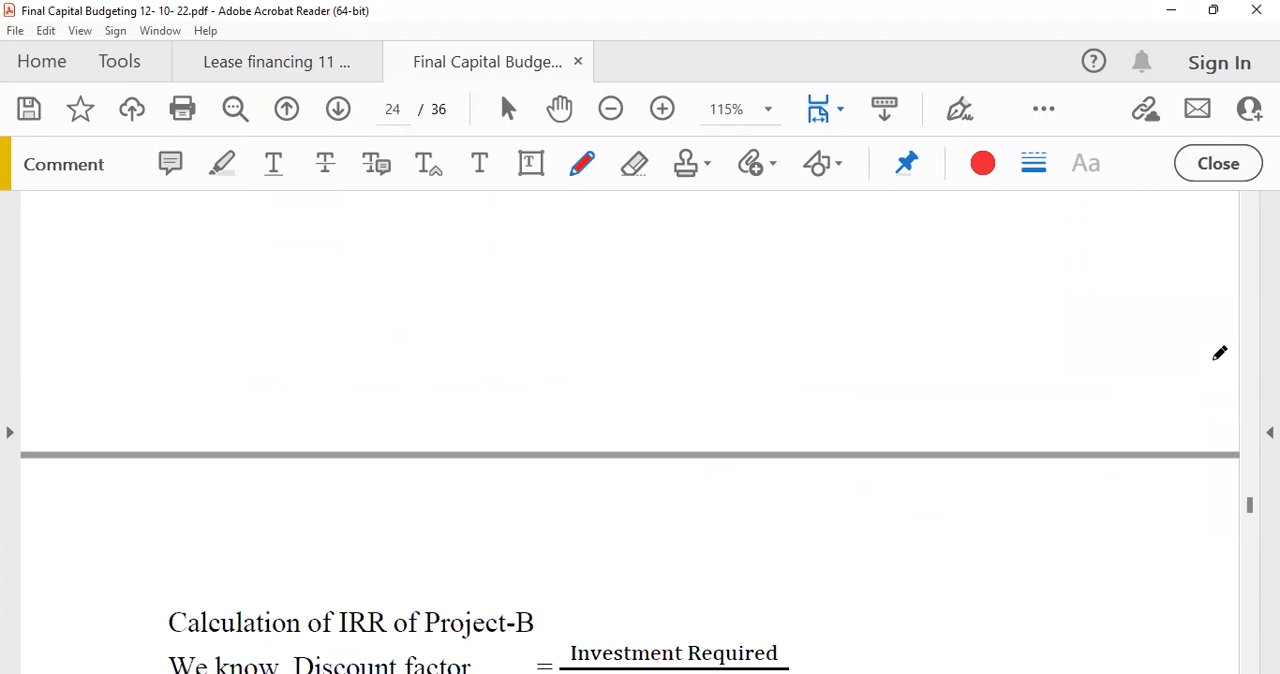 Final Capital Budgeting 12- 10- 22.pdf - Adobe Acrobat Reader (64-bit)
File Edit View Sign Window Help
Home Tools Lease financing 11 ... Final Capital Budge... Sign In
24 / 36 115%
Comment Aa Close
Calculation of IRR of Project-B
We know, Discount factor = Investment Required